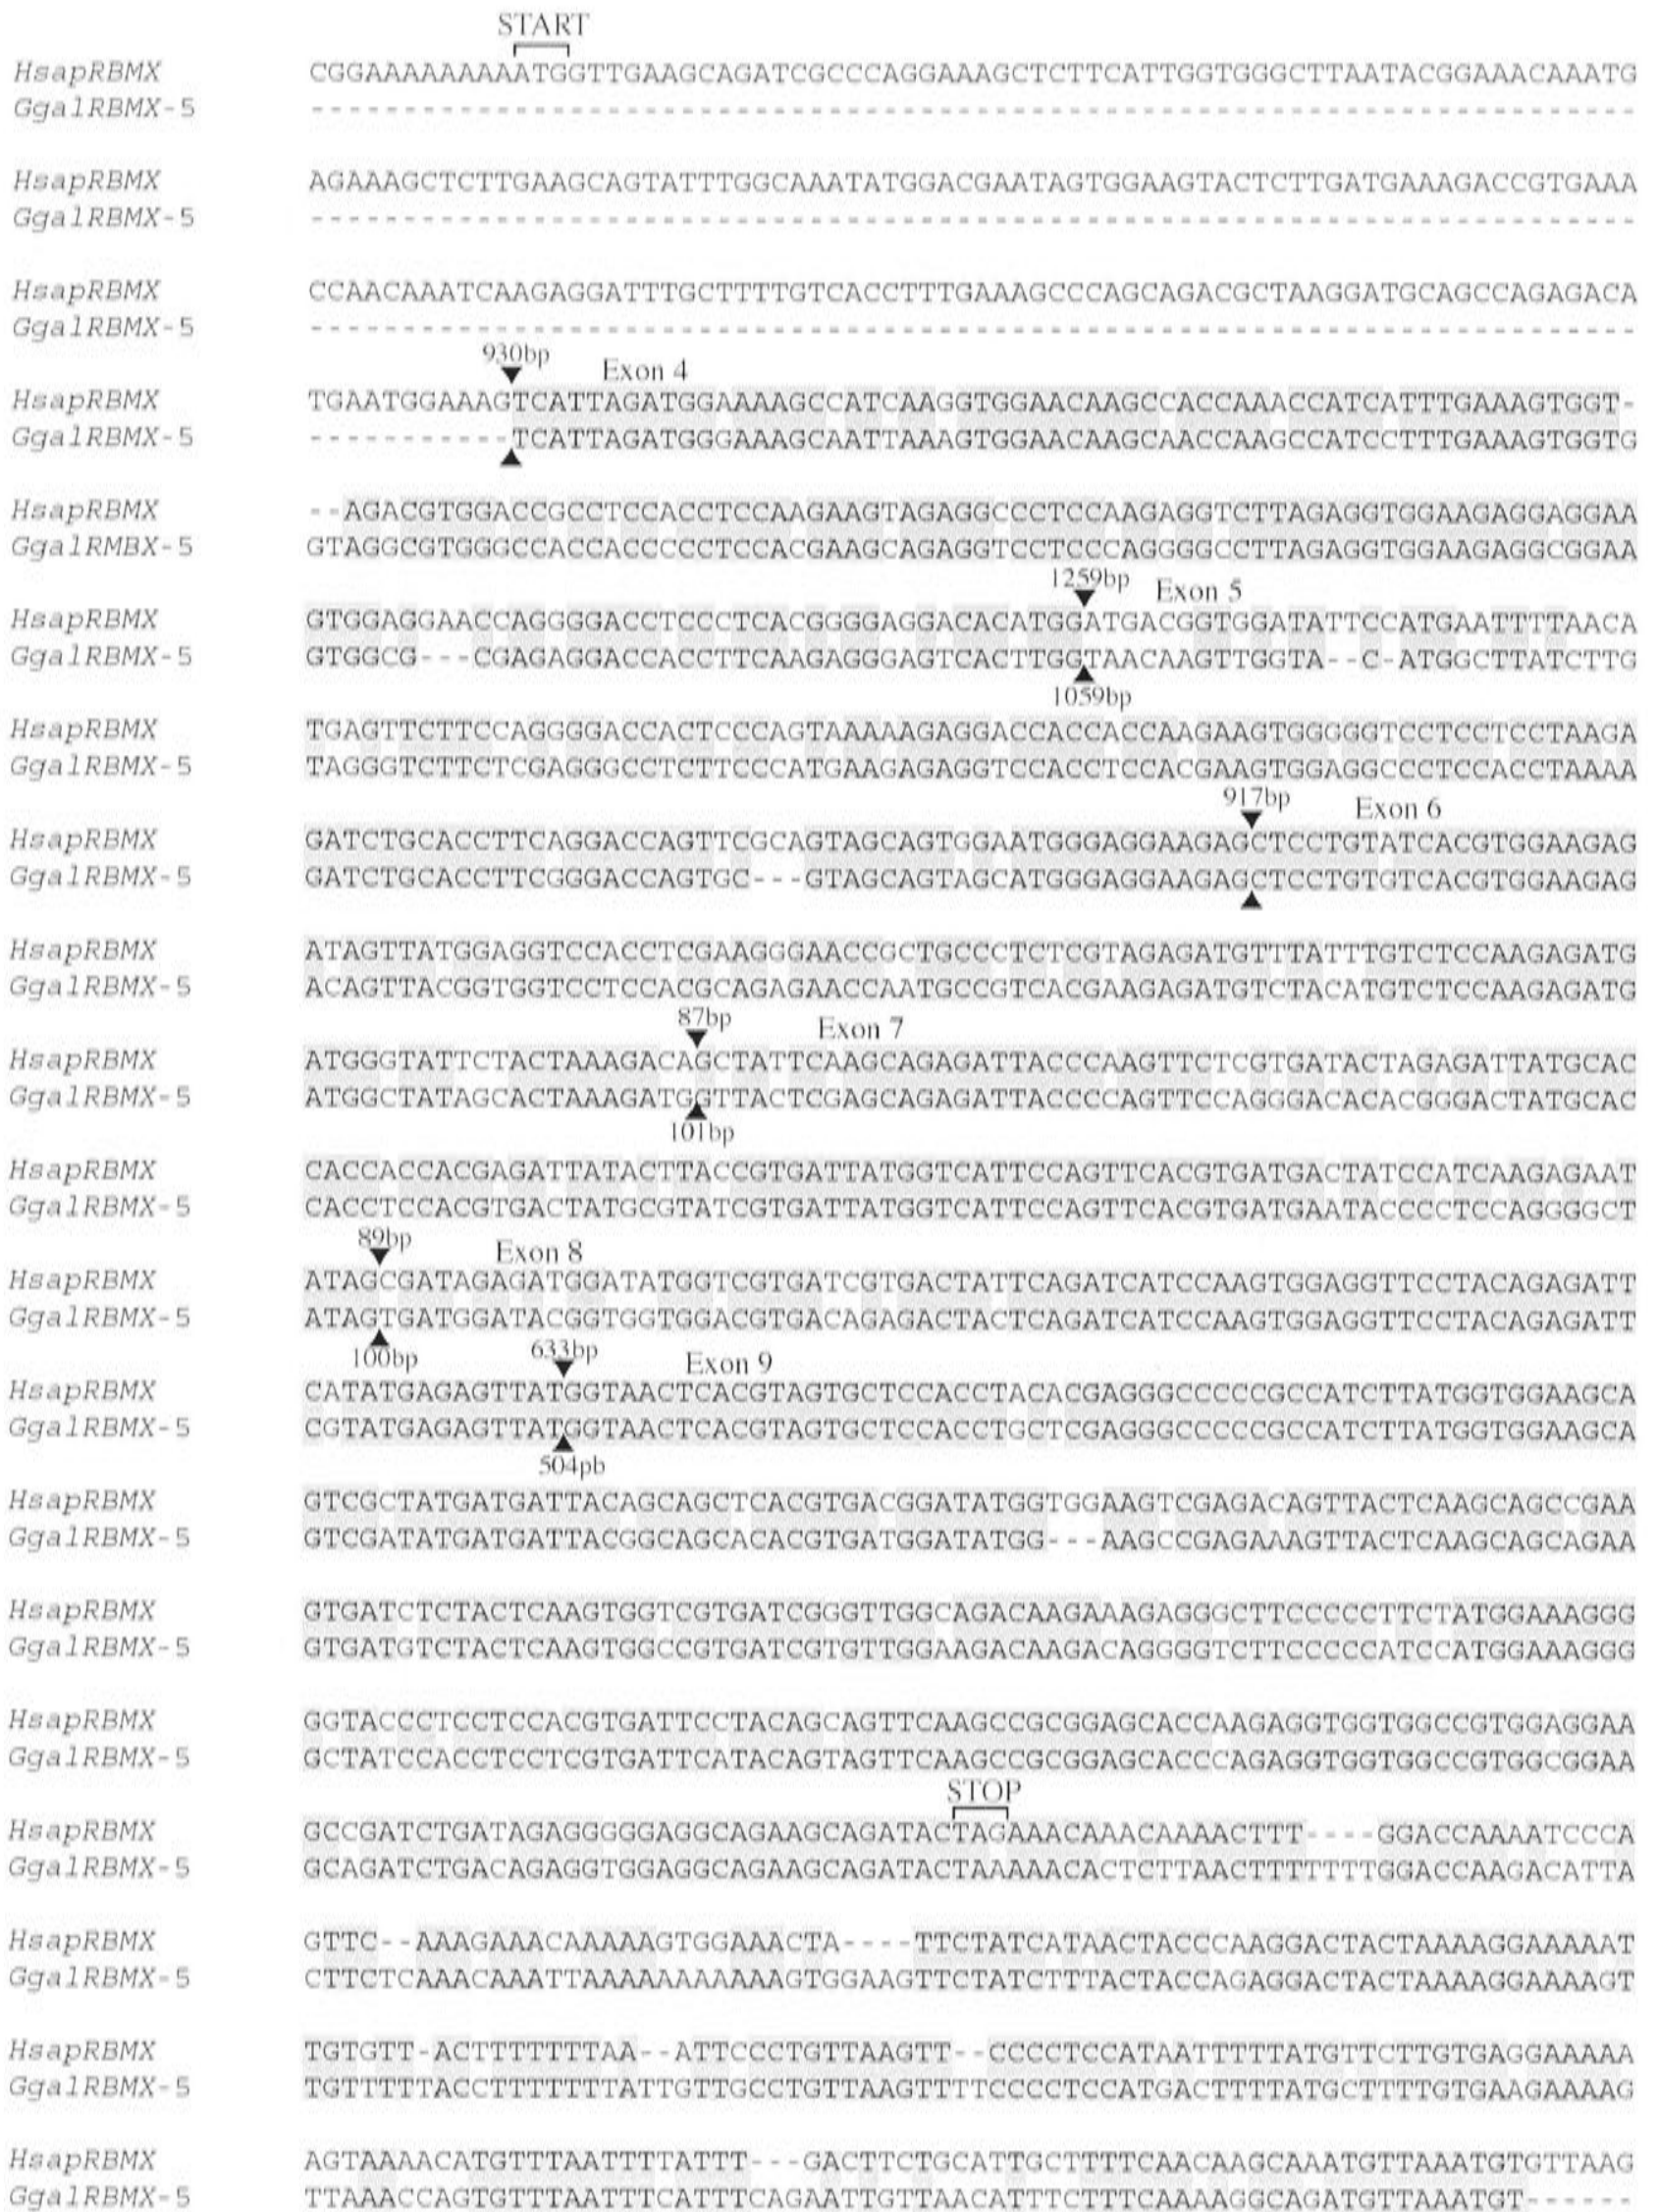 START
HsapRBMX CGGAAAAAAAAAATGGTTGAAGCAGATCGCCCAGGAAAGCTCTTCATTGGTGGGCTTAATACGGAAACAAATG
GgalRBMX-5 -------------------------------------------------------------------------
HsapRBMX AGAAAGCTCTTGAAGCAGTATTTGGCAAATATGGACGAATAGTGGAAGTACTCTTGATGAAAGACCGTGAAA
GgalRBMX-5 ------------------------------------------------------------------------
HsapRBMX CCAACAAATCAAGAGGATTTGCTTTTGTCACCTTTGAAAGCCCAGCAGACGCTAAGGATGCAGCCAGAGACA
GgalRBMX-5 ------------------------------------------------------------------------
930bp Exon 4
HsapRBMX TGAATGGAAAGTCATTAGATGGAAAAGCCATCAAGGTGGAACAAGCCACCAAACCATCATTTGAAAGTGGT-
GgalRBMX-5 -----------TCATTAGATGGGAAAGCAATTAAAGTGGAACAAGCAACCAAGCCATCCTTTGAAAGTGGTG
HsapRBMX --AGACGTGGACCGCCTCCACCTCCAAGAAGTAGAGGCCCTCCAAGAGGTCTTAGAGGTGGAAGAGGAGGAA
GgalRMBX-5 GTAGGCGTGGGCCACCACCCCCTCCACGAAGCAGAGGTCCTCCCAGGGGCCTTAGAGGTGGAAGAGGCGGAA
1259bp Exon 5
HsapRBMX GTGGAGGAACCAGGGGACCTCCCTCACGGGGAGGACACATGGATGACGGTGGATATTCCATGAATTTTAACA
GgalRBMX-5 GTGGCG---CGAGAGGACCACCTTCAAGAGGGAGTCACTTGGTAACAAGTTGGTA--C-ATGGCTTATCTTG
1059bp
HsapRBMX TGAGTTCTTCCAGGGGACCACTCCCAGTAAAAAGAGGACCACCACCAAGAAGTGGGGGTCCTCCTCCTAAGA
GgalRBMX-5 TAGGGTCTTCTCGAGGGCCTCTTCCCATGAAGAGAGGTCCACCTCCACGAAGTGGAGGCCCTCCACCTAAAA
917bp Exon 6
HsapRBMX GATCTGCACCTTCAGGACCAGTTCGCAGTAGCAGTGGAATGGGAGGAAGAGCTCCTGTATCACGTGGAAGAG
GgalRBMX-5 GATCTGCACCTTCGGGACCAGTGC---GTAGCAGTAGCATGGGAGGAAGAGCTCCTGTGTCACGTGGAAGAG
HsapRBMX ATAGTTATGGAGGTCCACCTCGAAGGGAACCGCTGCCCTCTCGTAGAGATGTTTATTTGTCTCCAAGAGATG
GgalRBMX-5 ACAGTTACGGTGGTCCTCCACGCAGAGAACCAATGCCGTCACGAAGAGATGTCTACATGTCTCCAAGAGATG
87bp Exon 7
HsapRBMX ATGGGTATTCTACTAAAGACAGCTATTCAAGCAGAGATTACCCAAGTTCTCGTGATACTAGAGATTATGCAC
GgalRBMX-5 ATGGCTATAGCACTAAAGATGGTTACTCGAGCAGAGATTACCCCAGTTCCAGGGACACACGGGACTATGCAC
101bp
HsapRBMX CACCACCACGAGATTATACTTACCGTGATTATGGTCATTCCAGTTCACGTGATGACTATCCATCAAGAGAAT
GgalRBMX-5 CACCTCCACGTGACTATGCGTATCGTGATTATGGTCATTCCAGTTCACGTGATGAATACCCCTCCAGGGGCT
89bp Exon 8
HsapRBMX ATAGCGATAGAGATGGATATGGTCGTGATCGTGACTATTCAGATCATCCAAGTGGAGGTTCCTACAGAGATT
GgalRBMX-5 ATAGTGATGGATACGGTGGTGGACGTGACAGAGACTACTCAGATCATCCAAGTGGAGGTTCCTACAGAGATT
100bp 633bp Exon 9
HsapRBMX CATATGAGAGTTATGGTAACTCACGTAGTGCTCCACCTACACGAGGGCCCCCGCCATCTTATGGTGGAAGCA
GgalRBMX-5 CGTATGAGAGTTATGGTAACTCACGTAGTGCTCCACCTGCTCGAGGGCCCCCGCCATCTTATGGTGGAAGCA
504pb
HsapRBMX GTCGCTATGATGATTACAGCAGCTCACGTGACGGATATGGTGGAAGTCGAGACAGTTACTCAAGCAGCCGAA
GgalRBMX-5 GTCGATATGATGATTACGGCAGCACACGTGATGGATATGG---AAGCCGAGAAAGTTACTCAAGCAGCAGAA
HsapRBMX GTGATCTCTACTCAAGTGGTCGTGATCGGGTTGGCAGACAAGAAAGAGGGCTTCCCCCTTCTATGGAAAGGG
GgalRBMX-5 GTGATGTCTACTCAAGTGGCCGTGATCGTGTTGGAAGACAAGACAGGGGTCTTCCCCCATCCATGGAAAGGG
HsapRBMX GGTACCCTCCTCCACGTGATTCCTACAGCAGTTCAAGCCGCGGAGCACCAAGAGGTGGTGGCCGTGGAGGAA
GgalRBMX-5 GCTATCCACCTCCTCGTGATTCATACAGTAGTTCAAGCCGCGGAGCACCCAGAGGTGGTGGCCGTGGCGGAA
STOP
HsapRBMX GCCGATCTGATAGAGGGGGAGGCAGAAGCAGATACTAGAAACAAACAAAACTTT----GGACCAAAATCCCA
GgalRBMX-5 GCAGATCTGACAGAGGTGGAGGCAGAAGCAGATACTAAAAACACTCTTAACTTTTTTTGGACCAAGACATTA
HsapRBMX GTTC--AAAGAAACAAAAAGTGGAAACTA----TTCTATCATAACTACCCAAGGACTACTAAAAGGAAAAAT
GgalRBMX-5 CTTCTCAAACAAATTAAAAAAAAAAAGTGGAAGTTCTATCTTTACTACCAGAGGACTACTAAAAGGAAAAGT
HsapRBMX TGTGTT-ACTTTTTTTAA--ATTCCCTGTTAAGTT--CCCCTCCATAATTTTTATGTTCTTGTGAGGAAAAA
GgalRBMX-5 TGTTTTTACCTTTTTTTATTGTTGCCTGTTAAGTTTTCCCCTCCATGACTTTTATGCTTTTGTGAAGAAAAG
HsapRBMX AGTAAAACATGTTTAATTTTATTT---GACTTCTGCATTGCTTTTCAACAAGCAAATGTTAAATGTGTTAAG
GgalRBMX-5 TTAAACCAGTGTTTAATTTCATTTCAGAATTGTTAACATTTCTTTCAAAAGGCAGATGTTAAATGT------